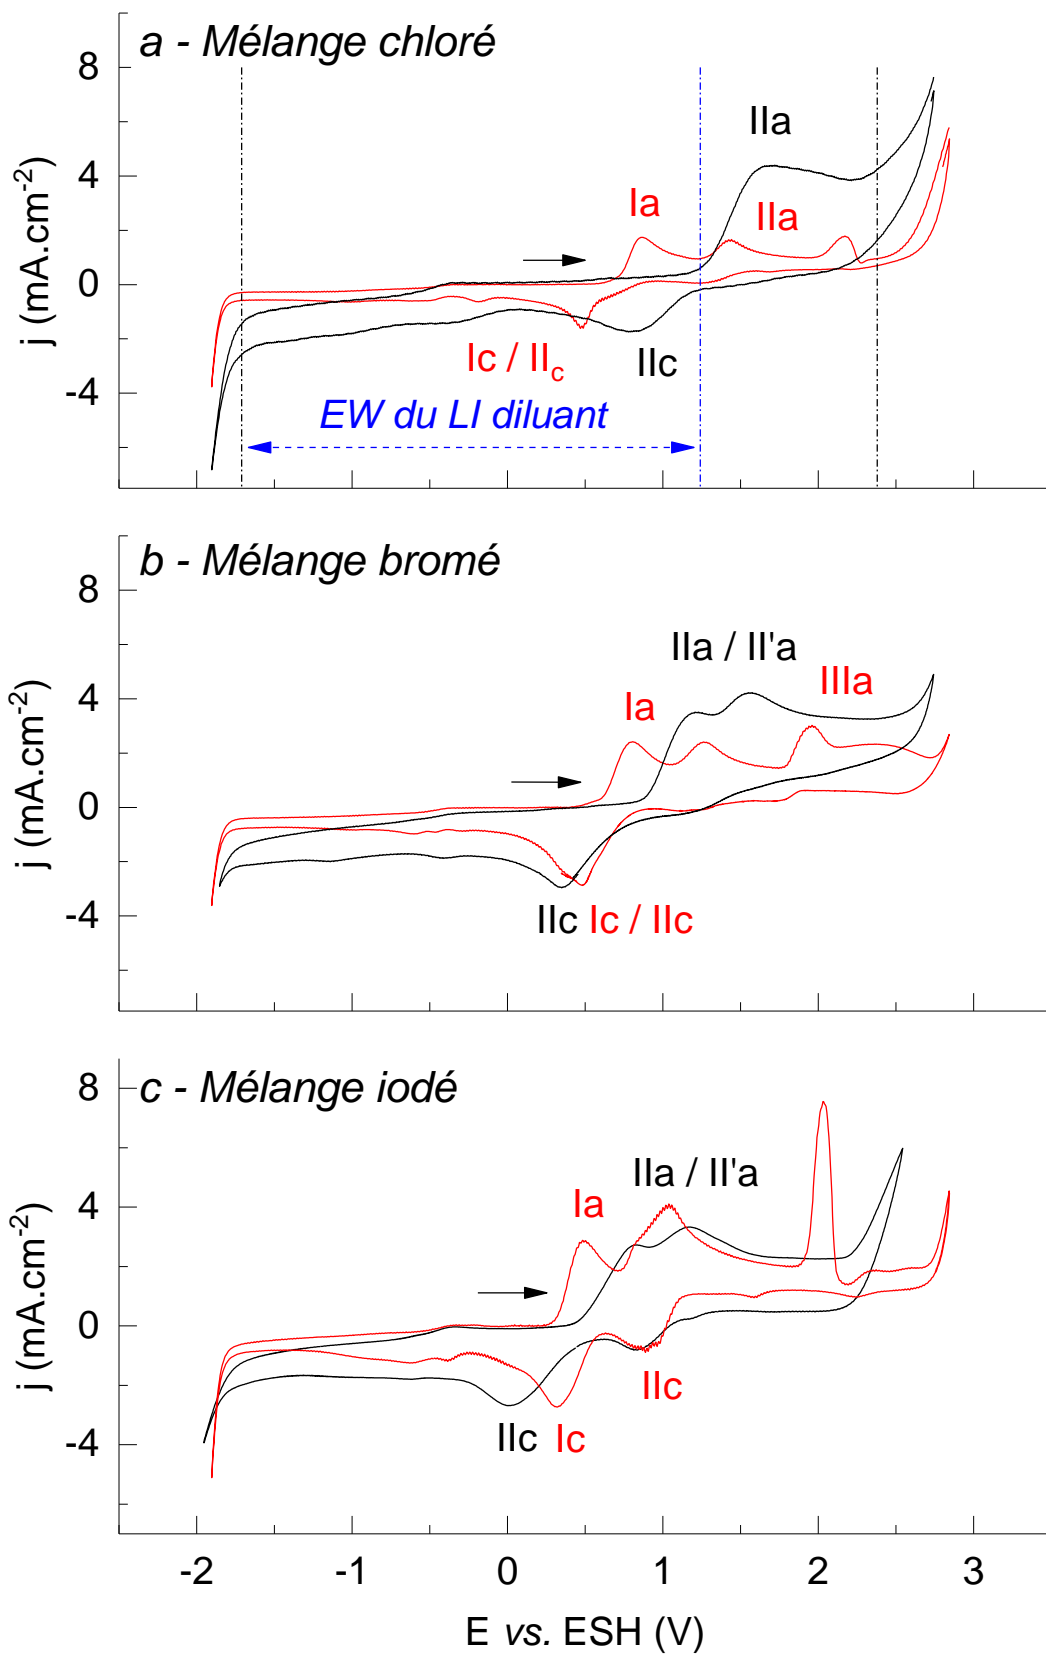 a - Mélange chloré
8
4
0
-4
j (mA.cm-2)
IIa
Ia
IIa
Ic / IIc
IIc
EW du LI diluant
b - Mélange bromé
8
4
0
-4
j (mA.cm-2)
IIa / II'a
IIIa
Ia
IIc Ic / IIc
c - Mélange iodé
8
4
0
-4
j (mA.cm-2)
IIa / II'a
Ia
IIc
IIc Ic
-2 -1 0 1 2 3
E vs. ESH (V)